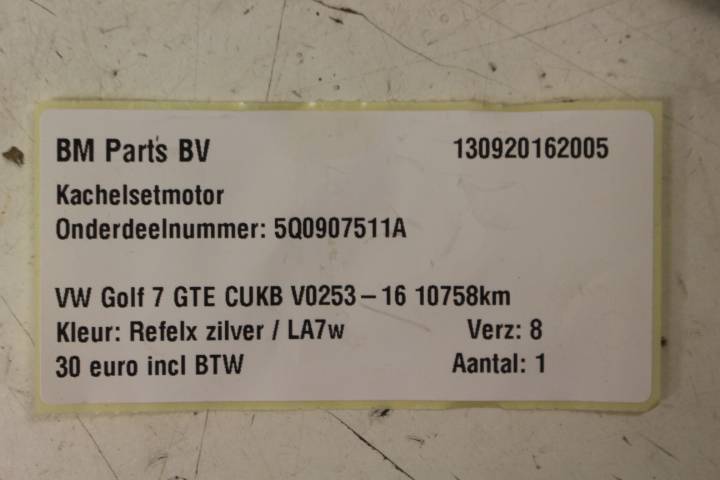 BM Parts BV 130920162005
Kachelsetmotor
Onderdeelnummer: 5Q0907511A
VW Golf 7 GTE CUKB V0253-16 10758km
Kleur: Refelx zilver / LA7w Verz: 8
30 euro incl BTW Aantal: 1